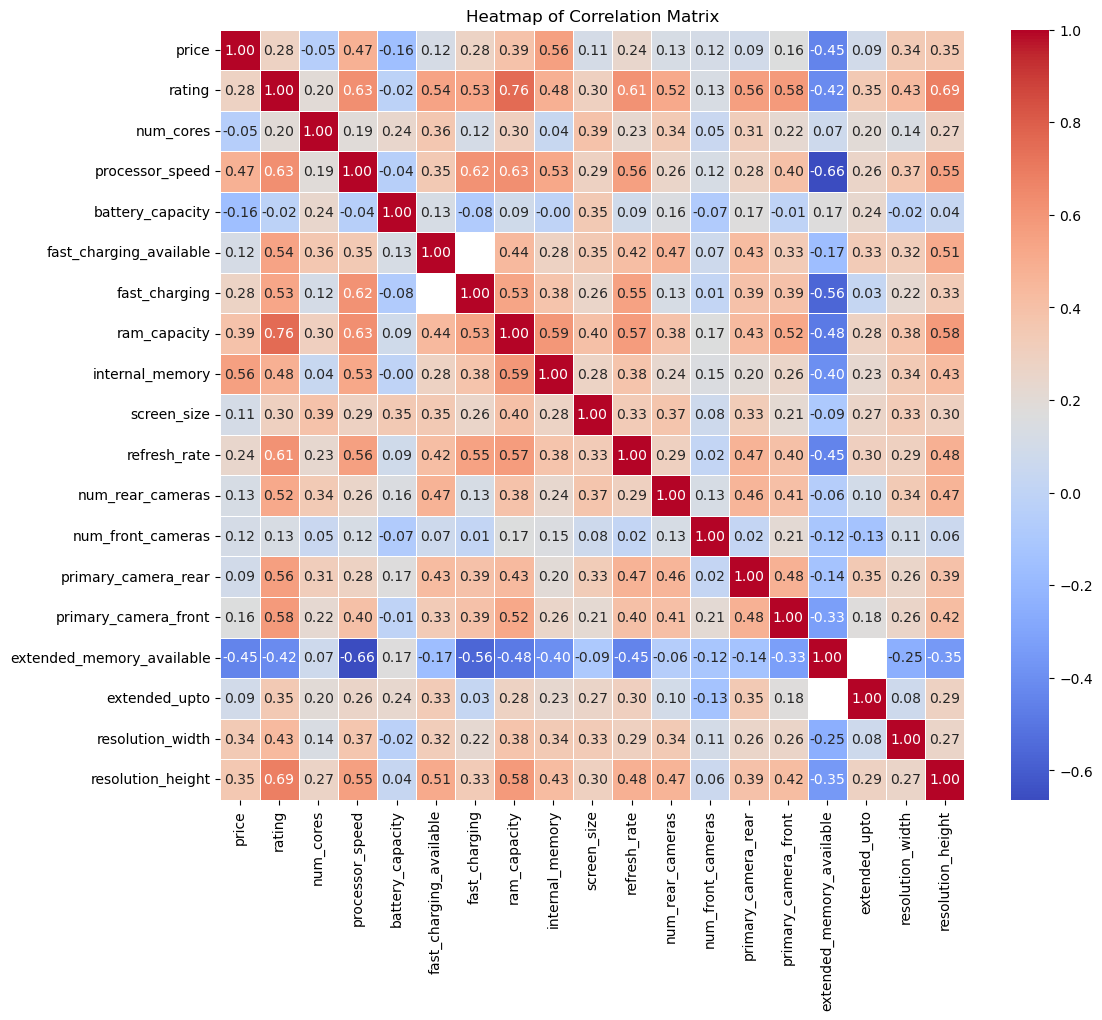 Heatmap of Correlation Matrix
price 1.00 0.28 -0.05 0.47 -0.16 0.12 0.28 0.39 0.56 0.11 0.24 0.13 0.12 0.09 0.16 -0.45 0.09 0.34 0.35
rating 0.28 1.00 0.20 0.63 -0.02 0.54 0.53 0.76 0.48 0.30 0.61 0.52 0.13 0.56 0.58 -0.42 0.35 0.43 0.69
num_cores -0.05 0.20 1.00 0.19 0.24 0.36 0.12 0.30 0.04 0.39 0.23 0.34 0.05 0.31 0.22 0.07 0.20 0.14 0.27
processor_speed 0.47 0.63 0.19 1.00 -0.04 0.35 0.62 0.63 0.53 0.29 0.56 0.26 0.12 0.28 0.40 -0.66 0.26 0.37 0.55
battery_capacity -0.16 -0.02 0.24 -0.04 1.00 0.13 -0.08 0.09 -0.00 0.35 0.09 0.16 -0.07 0.17 -0.01 0.17 0.24 -0.02 0.04
fast_charging_available 0.12 0.54 0.36 0.35 0.13 1.00 0.44 0.28 0.35 0.42 0.47 0.07 0.43 0.33 -0.17 0.33 0.32 0.51
fast_charging 0.28 0.53 0.12 0.62 -0.08 1.00 0.53 0.38 0.26 0.55 0.13 0.01 0.39 0.39 -0.56 0.03 0.22 0.33
ram_capacity 0.39 0.76 0.30 0.63 0.09 0.44 0.53 1.00 0.59 0.40 0.57 0.38 0.17 0.43 0.52 -0.48 0.28 0.38 0.58
internal_memory 0.56 0.48 0.04 0.53 -0.00 0.28 0.38 0.59 1.00 0.28 0.38 0.24 0.15 0.20 0.26 -0.40 0.23 0.34 0.43
screen_size 0.11 0.30 0.39 0.29 0.35 0.35 0.26 0.40 0.28 1.00 0.33 0.37 0.08 0.33 0.21 -0.09 0.27 0.33 0.30
refresh_rate 0.24 0.61 0.23 0.56 0.09 0.42 0.55 0.57 0.38 0.33 1.00 0.29 0.02 0.47 0.40 -0.45 0.30 0.29 0.48
num_rear_cameras 0.13 0.52 0.34 0.26 0.16 0.47 0.13 0.38 0.24 0.37 0.29 1.00 0.13 0.46 0.41 -0.06 0.10 0.34 0.47
num_front_cameras 0.12 0.13 0.05 0.12 -0.07 0.07 0.01 0.17 0.15 0.08 0.02 0.13 1.00 0.02 0.21 -0.12 -0.13 0.11 0.06
primary_camera_rear 0.09 0.56 0.31 0.28 0.17 0.43 0.39 0.43 0.20 0.33 0.47 0.46 0.02 1.00 0.48 -0.14 0.35 0.26 0.39
primary_camera_front 0.16 0.58 0.22 0.40 -0.01 0.33 0.39 0.52 0.26 0.21 0.40 0.41 0.21 0.48 1.00 -0.33 0.18 0.26 0.42
extended_memory_available -0.45 -0.42 0.07 -0.66 0.17 -0.17 -0.56 -0.48 -0.40 -0.09 -0.45 -0.06 -0.12 -0.14 -0.33 1.00 -0.25 -0.35
extended_upto 0.09 0.35 0.20 0.26 0.24 0.33 0.03 0.28 0.23 0.27 0.30 0.10 -0.13 0.35 0.18 1.00 0.08 0.29
resolution_width 0.34 0.43 0.14 0.37 -0.02 0.32 0.22 0.38 0.34 0.33 0.29 0.34 0.11 0.26 0.26 -0.25 0.08 1.00 0.27
resolution_height 0.35 0.69 0.27 0.55 0.04 0.51 0.33 0.58 0.43 0.30 0.48 0.47 0.06 0.39 0.42 -0.35 0.29 0.27 1.00
price
rating
num_cores
processor_speed
battery_capacity
fast_charging_available
fast_charging
ram_capacity
internal_memory
screen_size
refresh_rate
num_rear_cameras
num_front_cameras
primary_camera_rear
primary_camera_front
extended_memory_available
extended_upto
resolution_width
resolution_height
1.0
0.8
0.6
0.4
0.2
0.0
−0.2
−0.4
−0.6